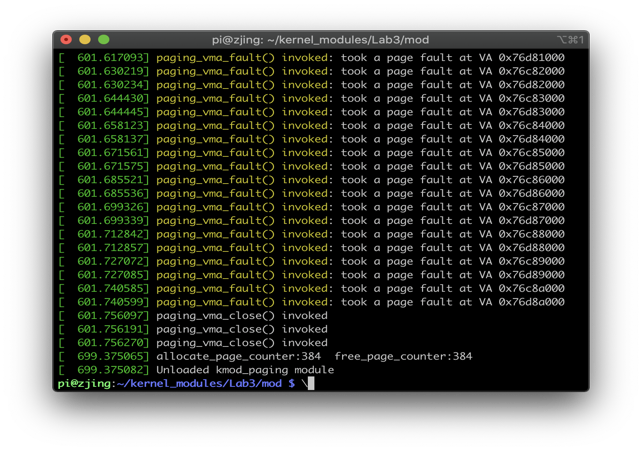 pi@zjing: ~/kernel_modules/Lab3/mod ⌥⌘1
[  601.617093] paging_vma_fault() invoked: took a page fault at VA 0x76d81000
[  601.630219] paging_vma_fault() invoked: took a page fault at VA 0x76c82000
[  601.630234] paging_vma_fault() invoked: took a page fault at VA 0x76d82000
[  601.644430] paging_vma_fault() invoked: took a page fault at VA 0x76c83000
[  601.644445] paging_vma_fault() invoked: took a page fault at VA 0x76d83000
[  601.658123] paging_vma_fault() invoked: took a page fault at VA 0x76c84000
[  601.658137] paging_vma_fault() invoked: took a page fault at VA 0x76d84000
[  601.671561] paging_vma_fault() invoked: took a page fault at VA 0x76c85000
[  601.671575] paging_vma_fault() invoked: took a page fault at VA 0x76d85000
[  601.685521] paging_vma_fault() invoked: took a page fault at VA 0x76c86000
[  601.685536] paging_vma_fault() invoked: took a page fault at VA 0x76d86000
[  601.699326] paging_vma_fault() invoked: took a page fault at VA 0x76c87000
[  601.699339] paging_vma_fault() invoked: took a page fault at VA 0x76d87000
[  601.712842] paging_vma_fault() invoked: took a page fault at VA 0x76c88000
[  601.712857] paging_vma_fault() invoked: took a page fault at VA 0x76d88000
[  601.727072] paging_vma_fault() invoked: took a page fault at VA 0x76c89000
[  601.727085] paging_vma_fault() invoked: took a page fault at VA 0x76d89000
[  601.740585] paging_vma_fault() invoked: took a page fault at VA 0x76c8a000
[  601.740599] paging_vma_fault() invoked: took a page fault at VA 0x76d8a000
[  601.756097] paging_vma_close() invoked
[  601.756191] paging_vma_close() invoked
[  601.756270] paging_vma_close() invoked
[  699.375065] allocate_page_counter:384  free_page_counter:384
[  699.375082] Unloaded kmod_paging module
pi@zjing:~/kernel_modules/Lab3/mod $ \